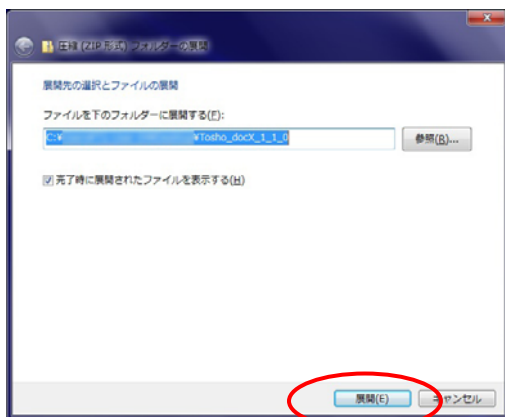 圧縮 (ZIP 形式) フォルダーの展開
展開先の選択とファイルの展開
ファイルを下のフォルダーに展開する(F):
C:¥ ¥Tosho_docX_1_1_0
参照(R)...
完了時に展開されたファイルを表示する(H)
展開(E)
キャンセル